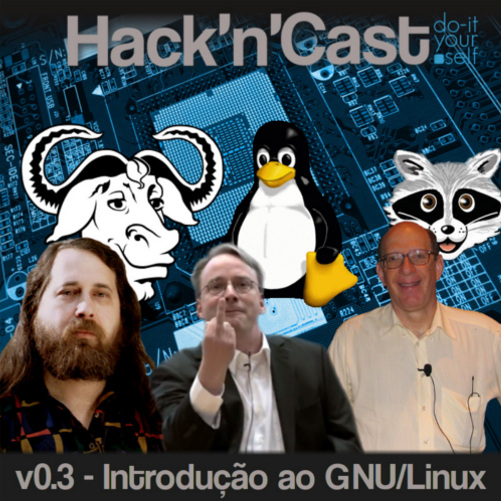 Hack'n'Cast
do-it
your
.self
v0.3 - Introdução ao GNU/Linux